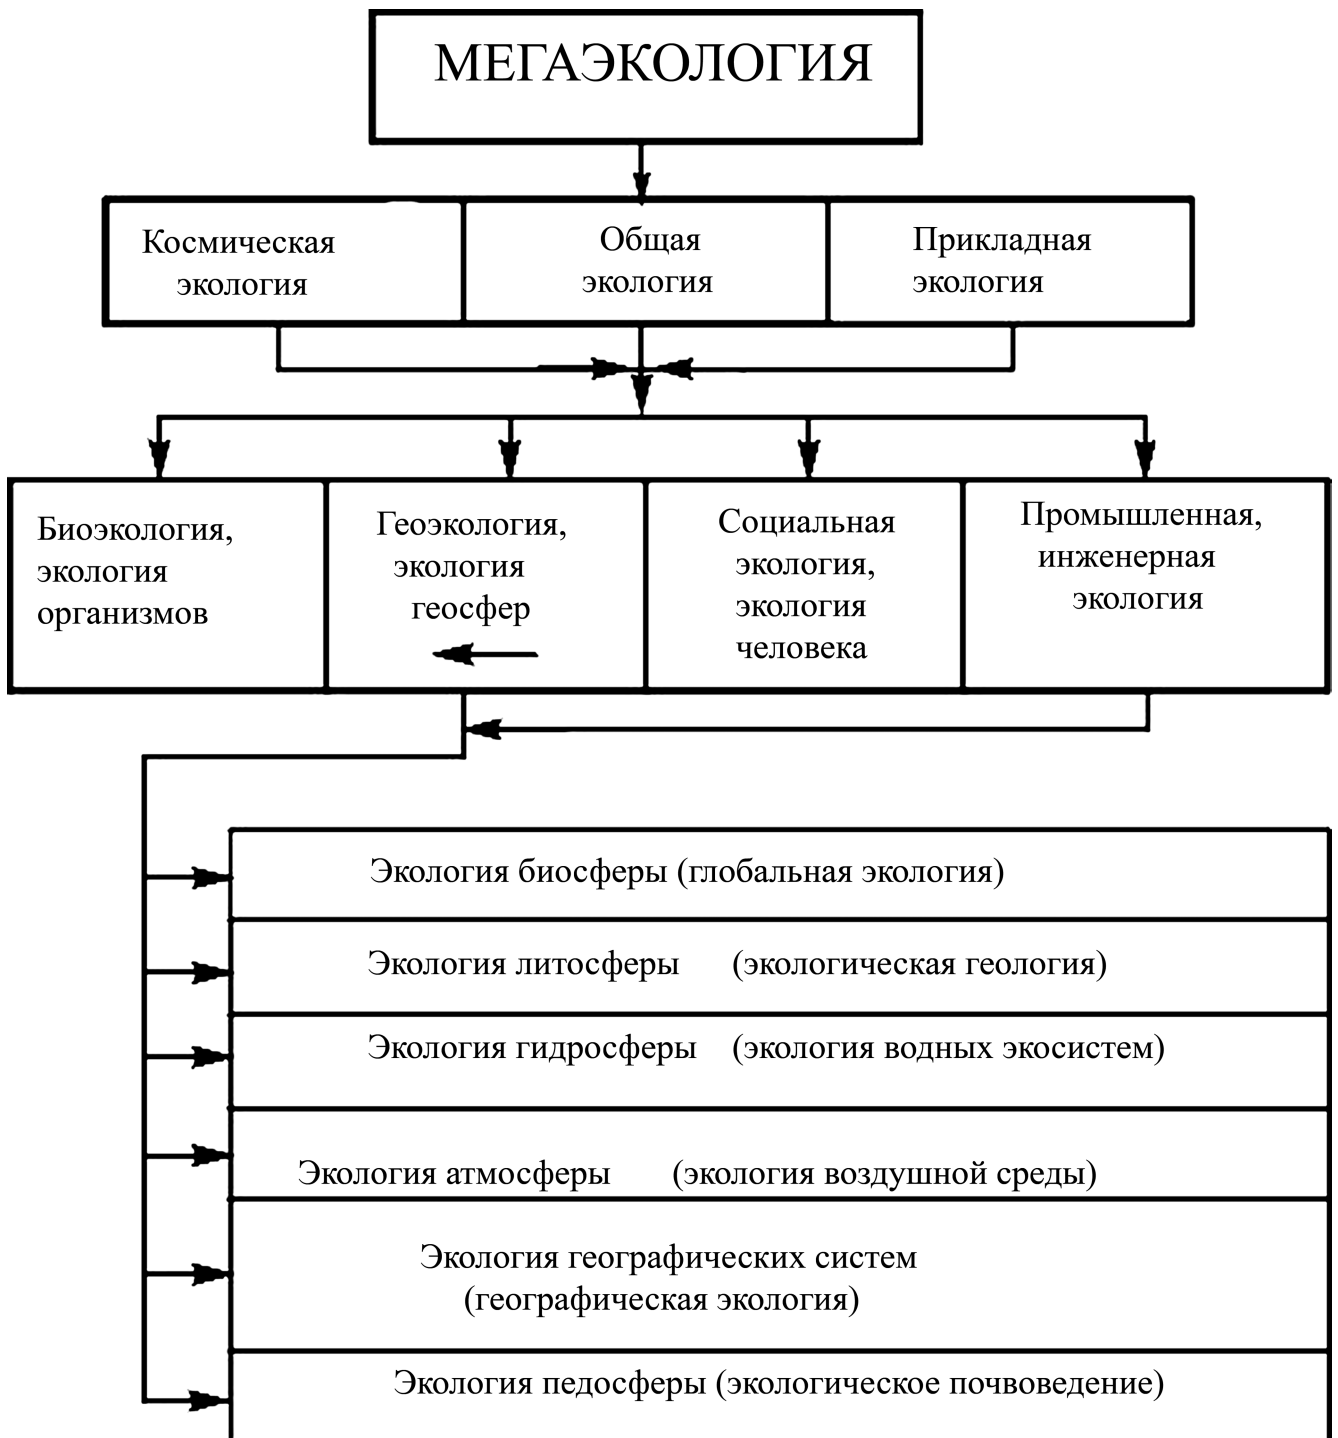 МЕГАЭКОЛОГИЯ
Космическая
экология
Общая
экология
Прикладная
экология
Биоэкология,
экология
организмов
Геоэкология,
экология
геосфер
Социальная
экология,
экология
человека
Промышленная,
инженерная
экология
Экология биосферы (глобальная экология)
Экология литосферы (экологическая геология)
Экология гидросферы (экология водных экосистем)
Экология атмосферы (экология воздушной среды)
Экология географических систем
(географическая экология)
Экология педосферы (экологическое почвоведение)